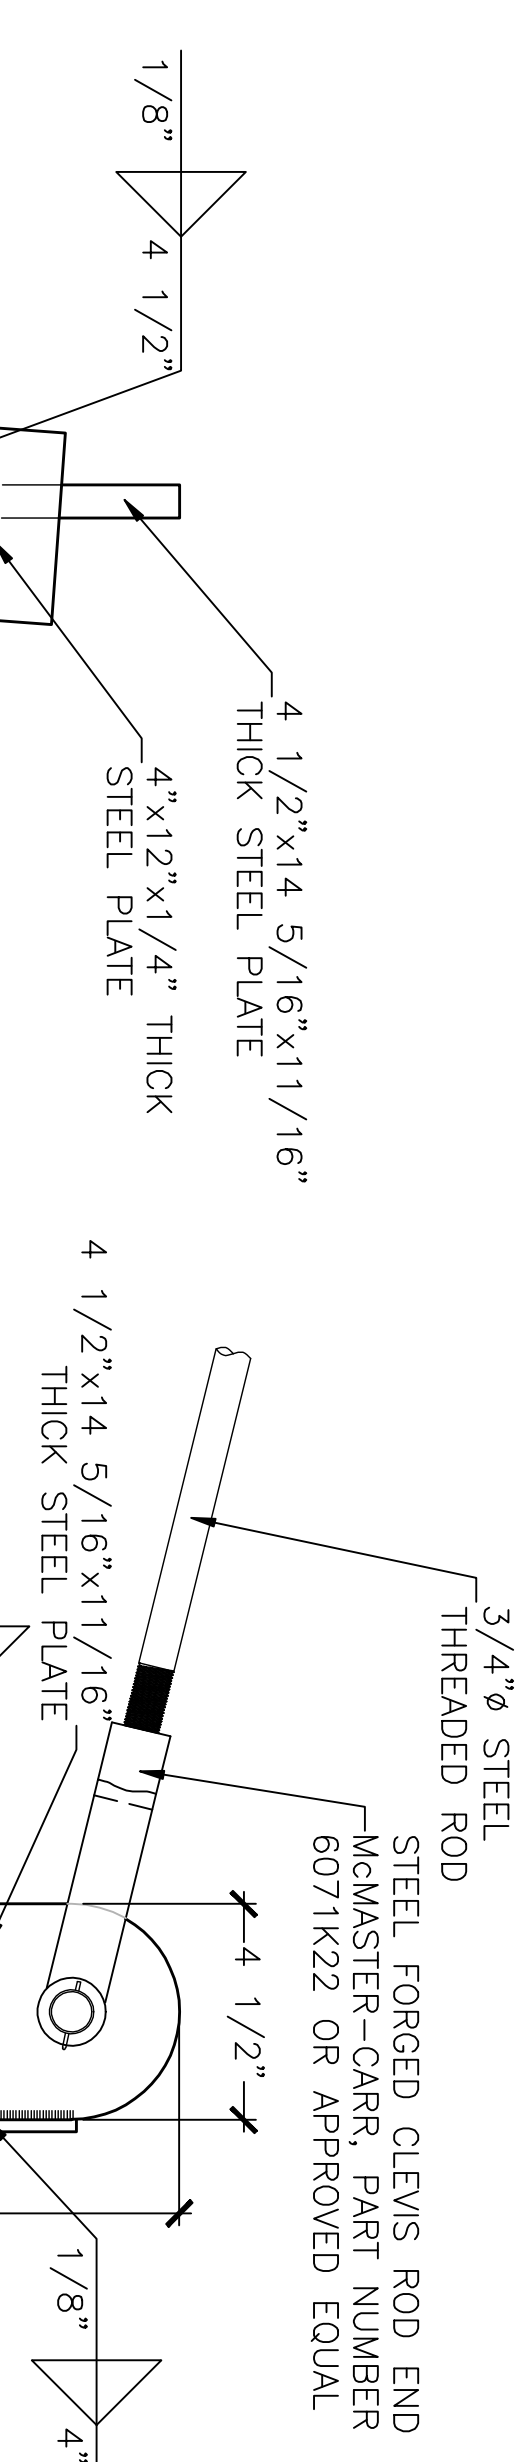 1/8"
4 1/2"
4 1/2"x14 5/16"x11/16"
THICK STEEL PLATE
4"x12"x1/4" THICK
STEEL PLATE
3/4"ø STEEL
THREADED ROD
STEEL FORGED CLEVIS ROD END
McMASTER-CARR, PART NUMBER
6071K22 OR APPROVED EQUAL
4 1/2"x14 5/16"x11/16"
THICK STEEL PLATE
4 1/2"
1/8"
4"